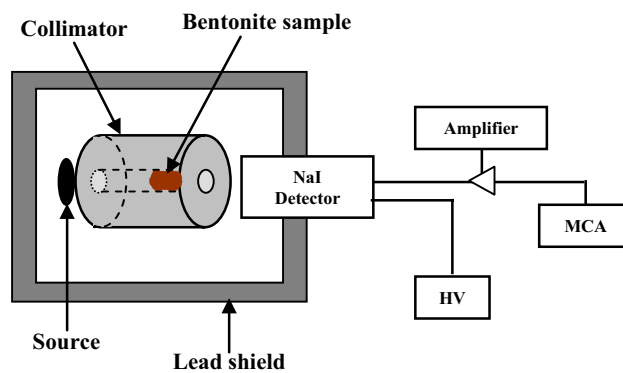 Bentonite sample
Collimator
Amplifier
NaI
Detector
MCA
HV
Source
Lead shield